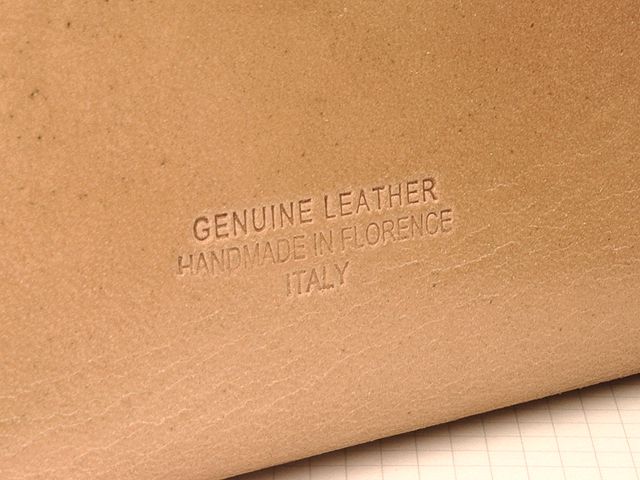 GENUINE LEATHER
HANDMADE IN FLORENCE
ITALY